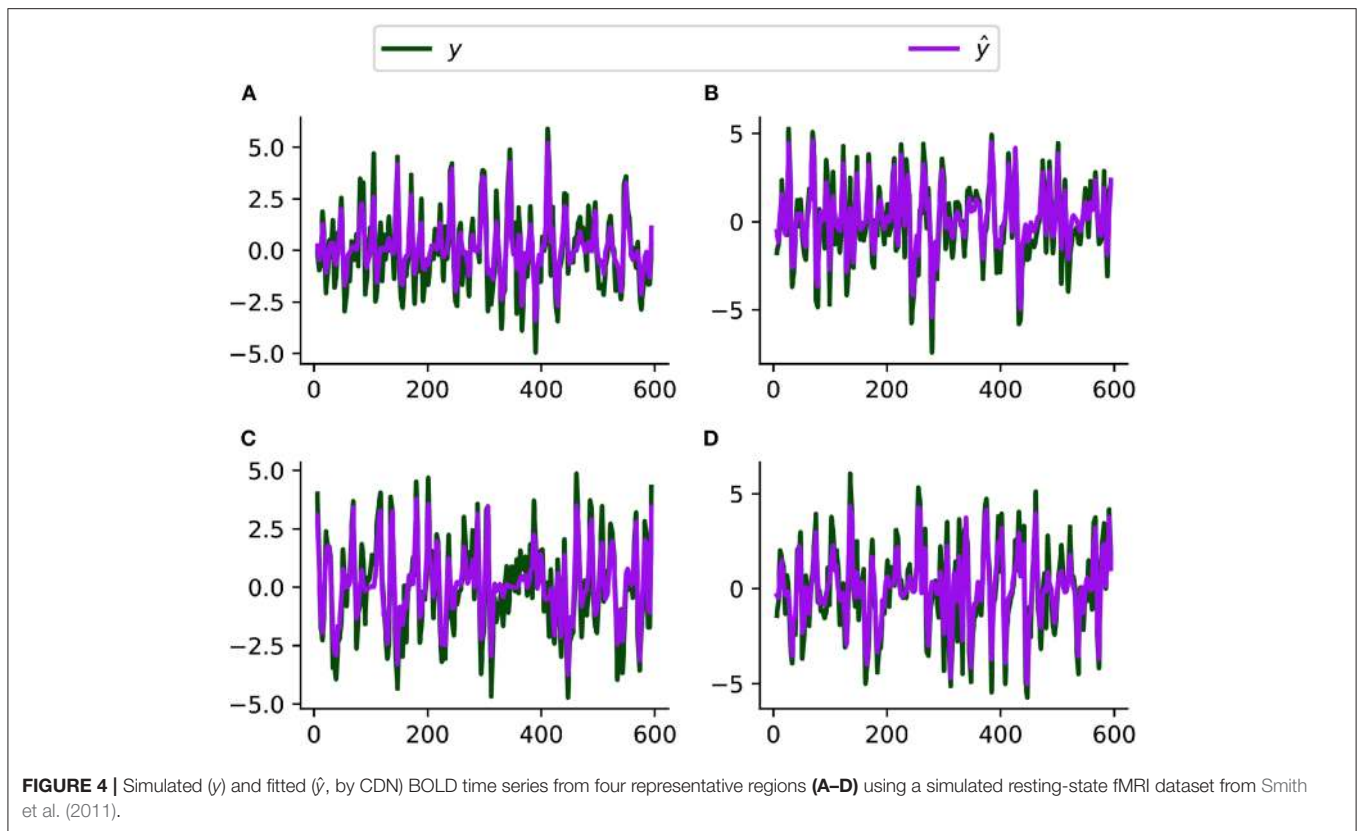 y ŷ
A B
5.0
2.5
0.0
−2.5
−5.0
0 200 400 600
5
0
−5
0 200 400 600
C D
5.0
2.5
0.0
−2.5
−5.0
0 200 400 600
5
0
−5
0 200 400 600
FIGURE 4 | Simulated (y) and fitted (ŷ, by CDN) BOLD time series from four representative regions (A–D) using a simulated resting-state fMRI dataset from Smith
et al. (2011).